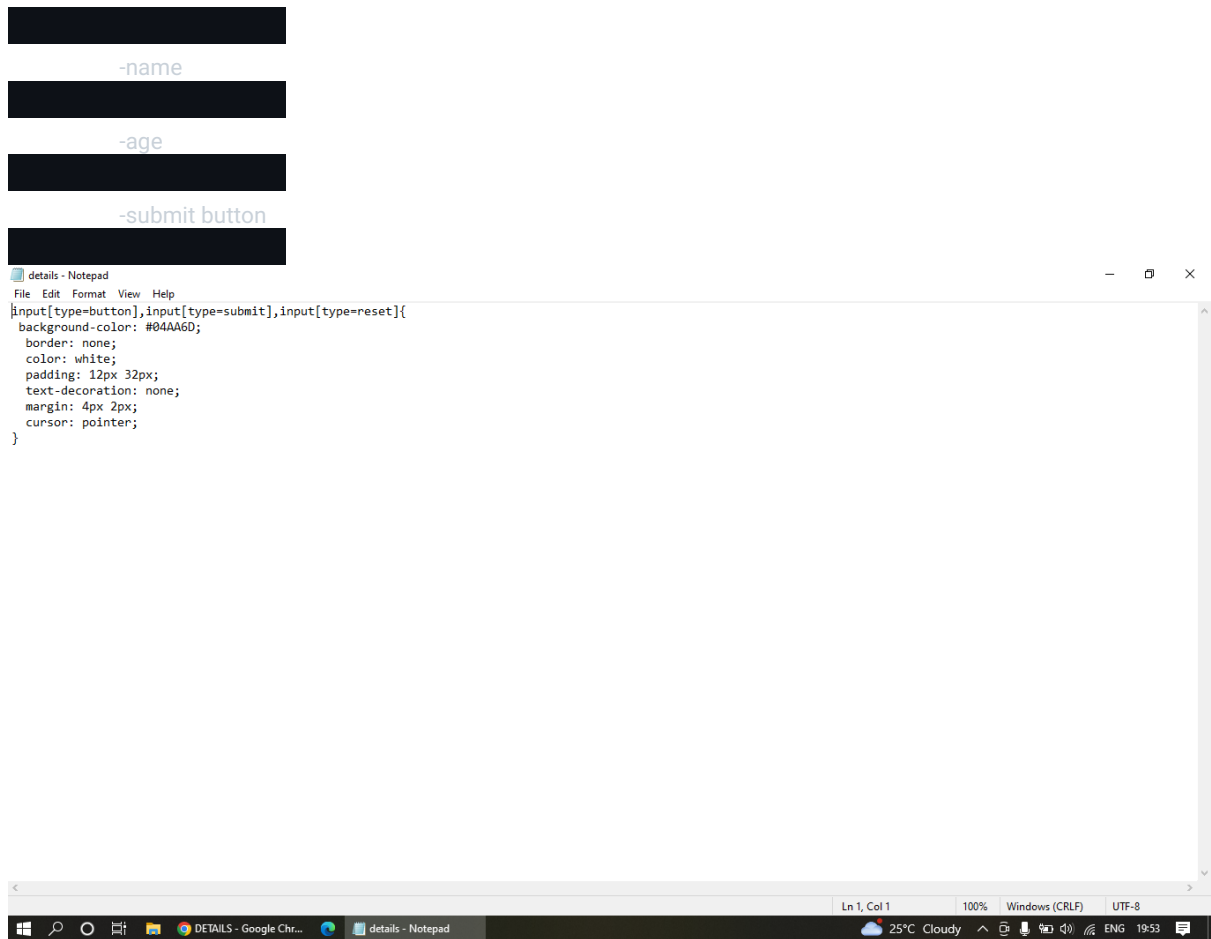 -name
-age
-submit button
details - Notepad
File Edit Format View Help
input[type=button],input[type=submit],input[type=reset]{
background-color: #04AA6D;
border: none;
color: white;
padding: 12px 32px;
text-decoration: none;
margin: 4px 2px;
cursor: pointer;
}
Ln 1, Col 1 100% Windows (CRLF) UTF-8
DETAILS - Google Chr... details - Notepad 25°C Cloudy ENG 19:53